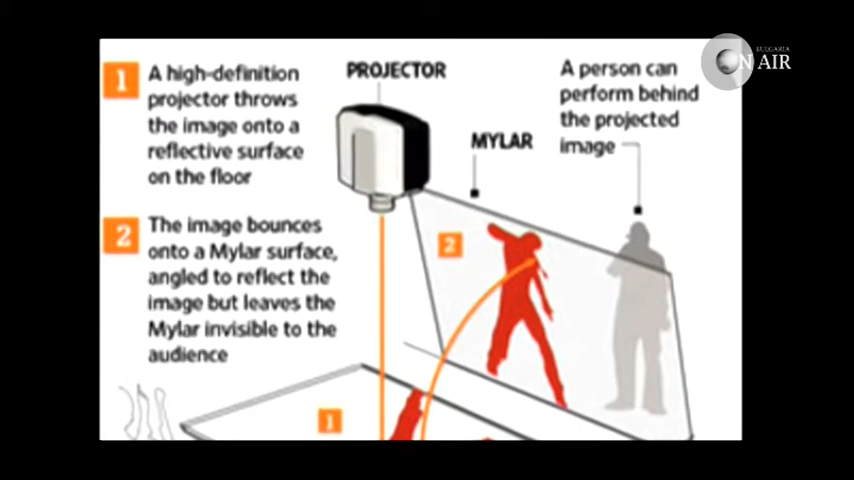 1
A high-definition
projector throws
the image onto a
reflective surface
on the floor
2
The image bounces
onto a Mylar surface,
angled to reflect the
image but leaves the
Mylar invisible to the
audience
PROJECTOR
MYLAR
A person can
perform behind
the projected
image
2
1
BULGARIA
ON AIR